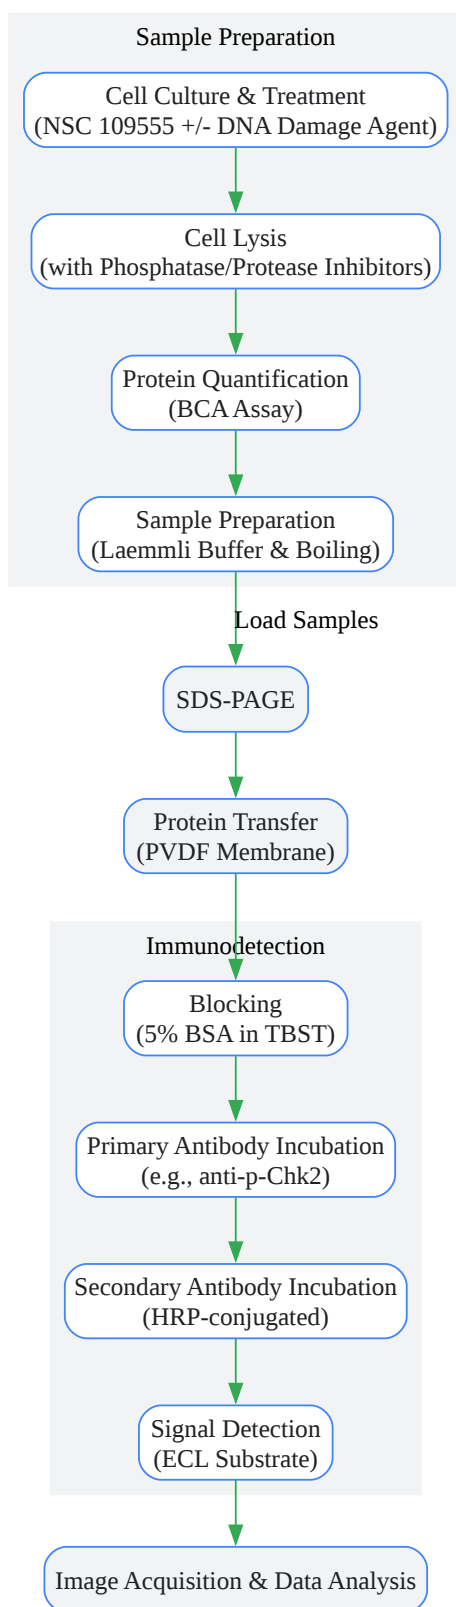 Sample Preparation
Cell Culture & Treatment
(NSC 109555 +/- DNA Damage Agent)
Cell Lysis
(with Phosphatase/Protease Inhibitors)
Protein Quantification
(BCA Assay)
Sample Preparation
(Laemmli Buffer & Boiling)
Load Samples
SDS-PAGE
Protein Transfer
(PVDF Membrane)
Immunodetection
Blocking
(5% BSA in TBST)
Primary Antibody Incubation
(e.g., anti-p-Chk2)
Secondary Antibody Incubation
(HRP-conjugated)
Signal Detection
(ECL Substrate)
Image Acquisition & Data Analysis